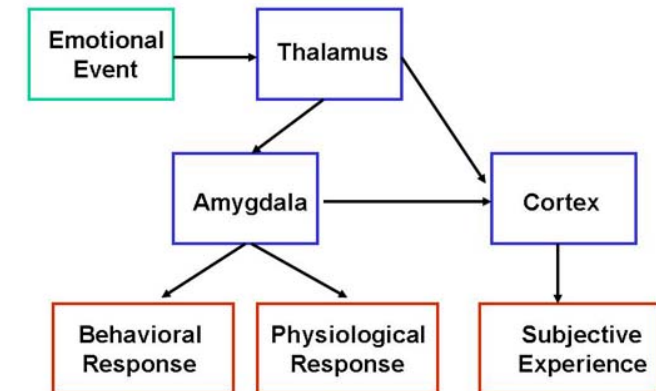 Emotional
Event
Thalamus
Amygdala
Cortex
Behavioral
Response
Physiological
Response
Subjective
Experience